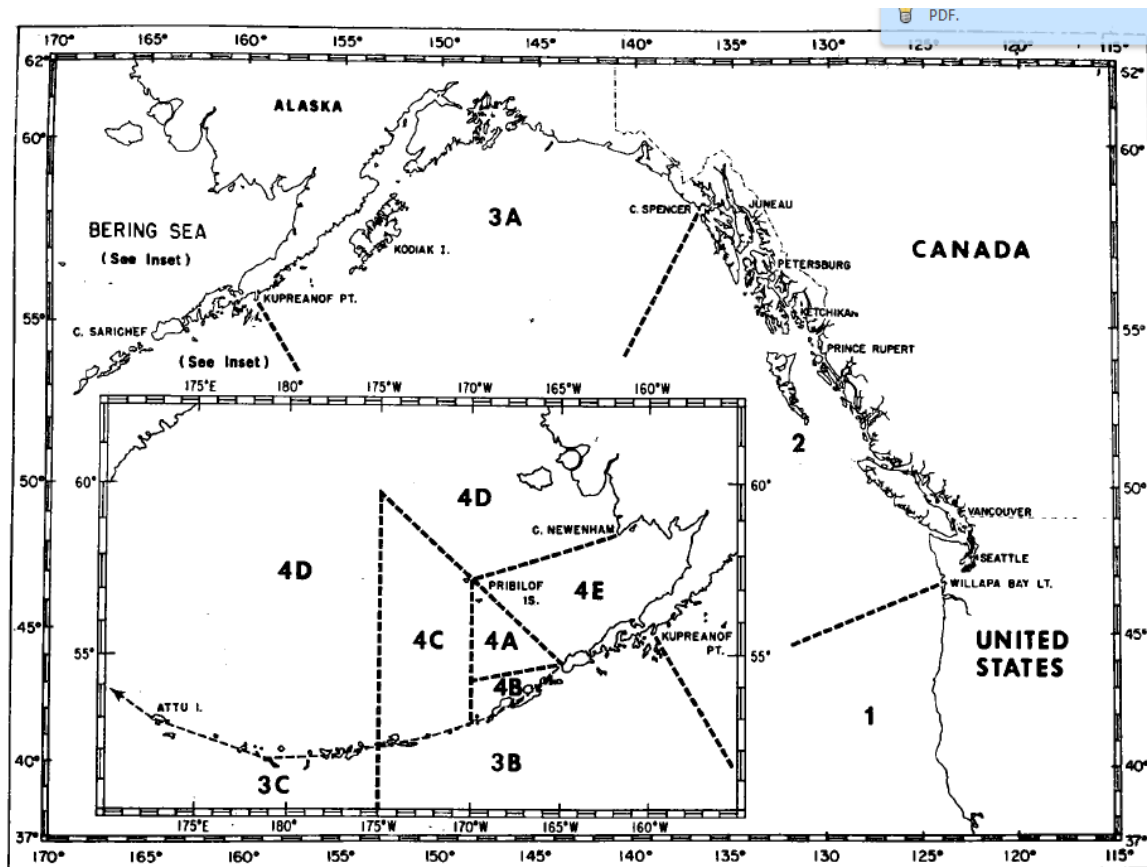 PDF.
170° 165° 160° 155° 150° 145° 140° 135° 130° 125° 120° 115°
62° 52°
ALASKA
60° 60°
C. SPENCER JUNEAU
3A
BERING SEA
(See Inset)
KODIAK I.
CANADA
PETERSBURG
KUPREANOF PT.
KETCHIKAN
55° 55°
C. SARICHEF
PRINCE RUPERT
(See Inset)
175°E 180° 175°W 170°W 165°W 160°W
2
50° 50°
60° 60°
4D
VANCOUVER
C. NEWENHAM
SEATTLE
4D
PRIBILOF
IS.
4E
WILLAPA BAY LT.
45° 45°
4C 4A
KUPREANOF
PT.
UNITED
STATES
55° 55°
4B
ATTU I.
1
3B
40° 40°
3C
175°E 180° 175°W 170°W 165°W 160°W
37° 37°
170° 165° 160° 155° 150° 145° 140° 135° 130° 125° 120° 115°